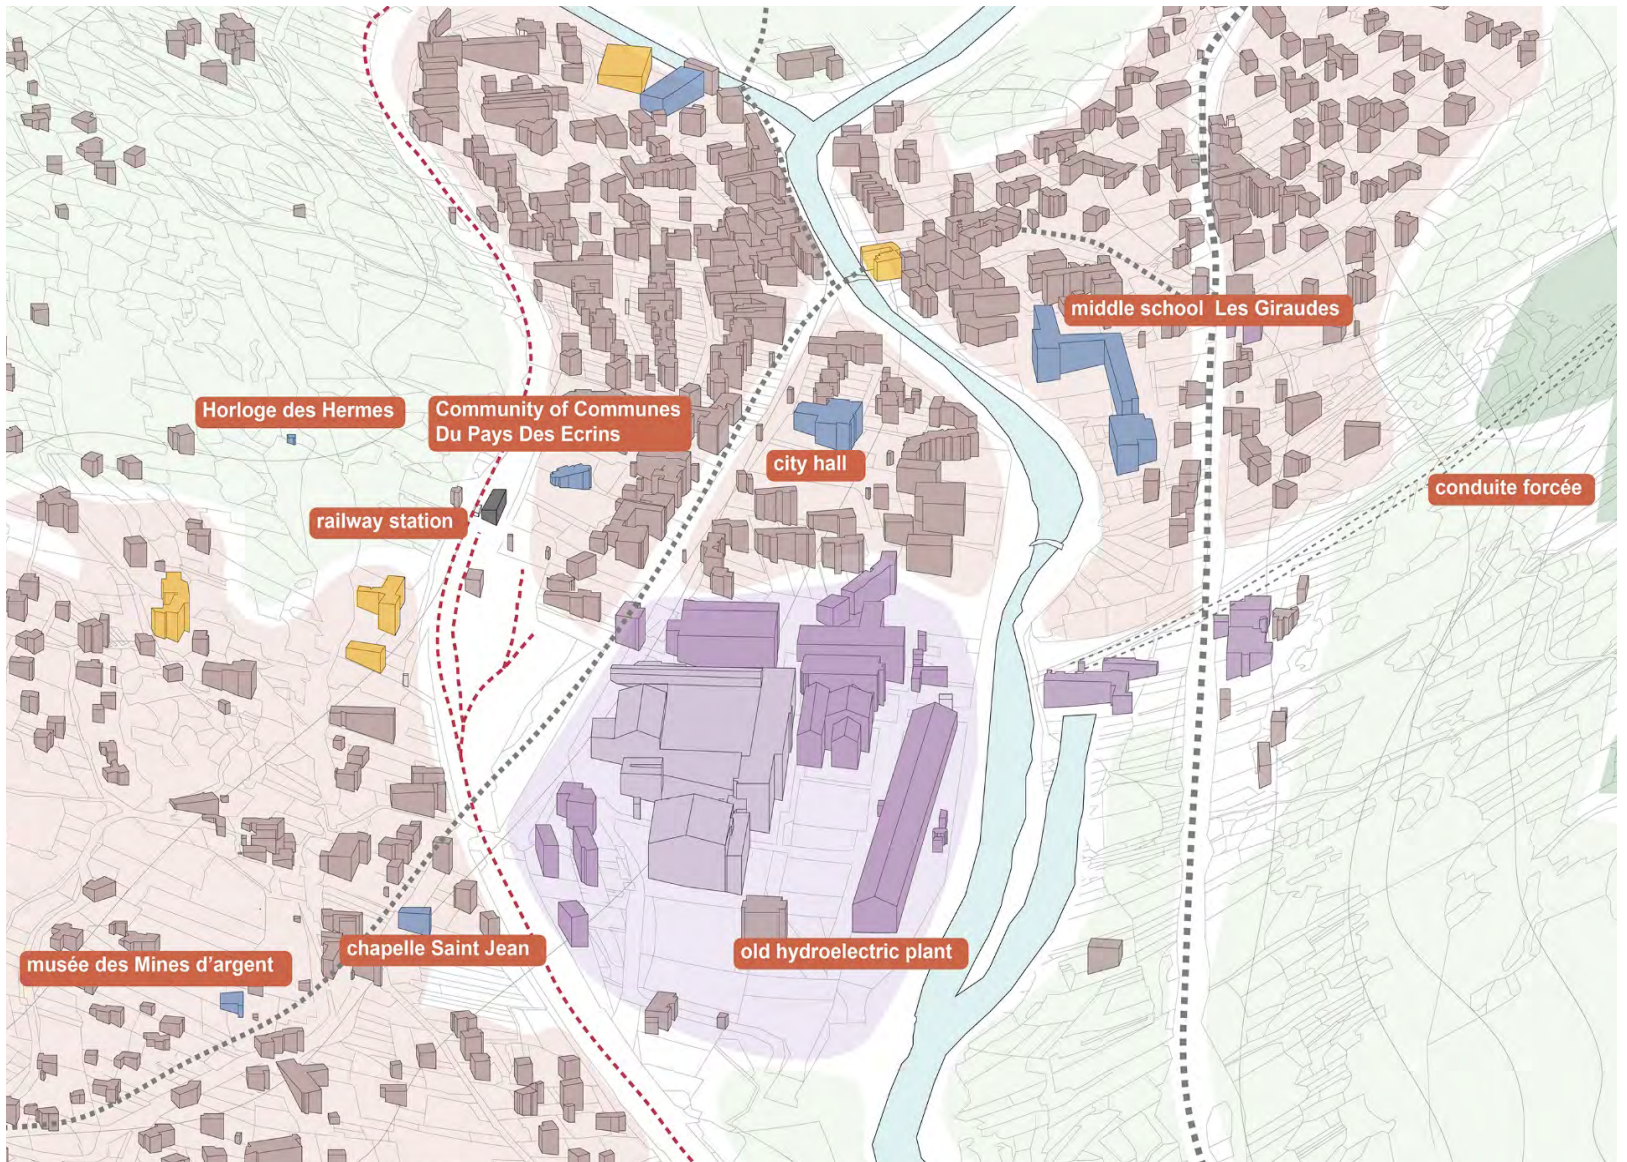 middle school Les Giraudes
Horloge des Hermes
Community of Communes
Du Pays Des Ecrins
city hall
conduite forcée
railway station
chapelle Saint Jean
old hydroelectric plant
musée des Mines d'argent